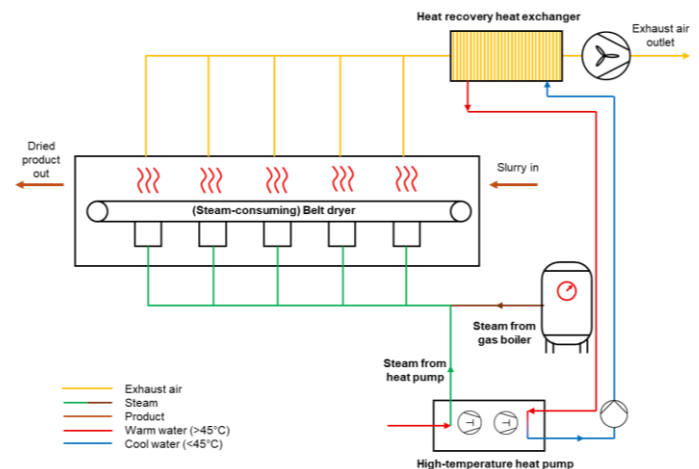 Heat recovery heat exchanger
Exhaust air
outlet
Dried
product
out
Slurry in
(Steam-consuming) Belt dryer
Steam from
gas boiler
Steam from
heat pump
Exhaust air
Steam
Product
Warm water (>45°C)
Cool water (<45°C)
High-temperature heat pump